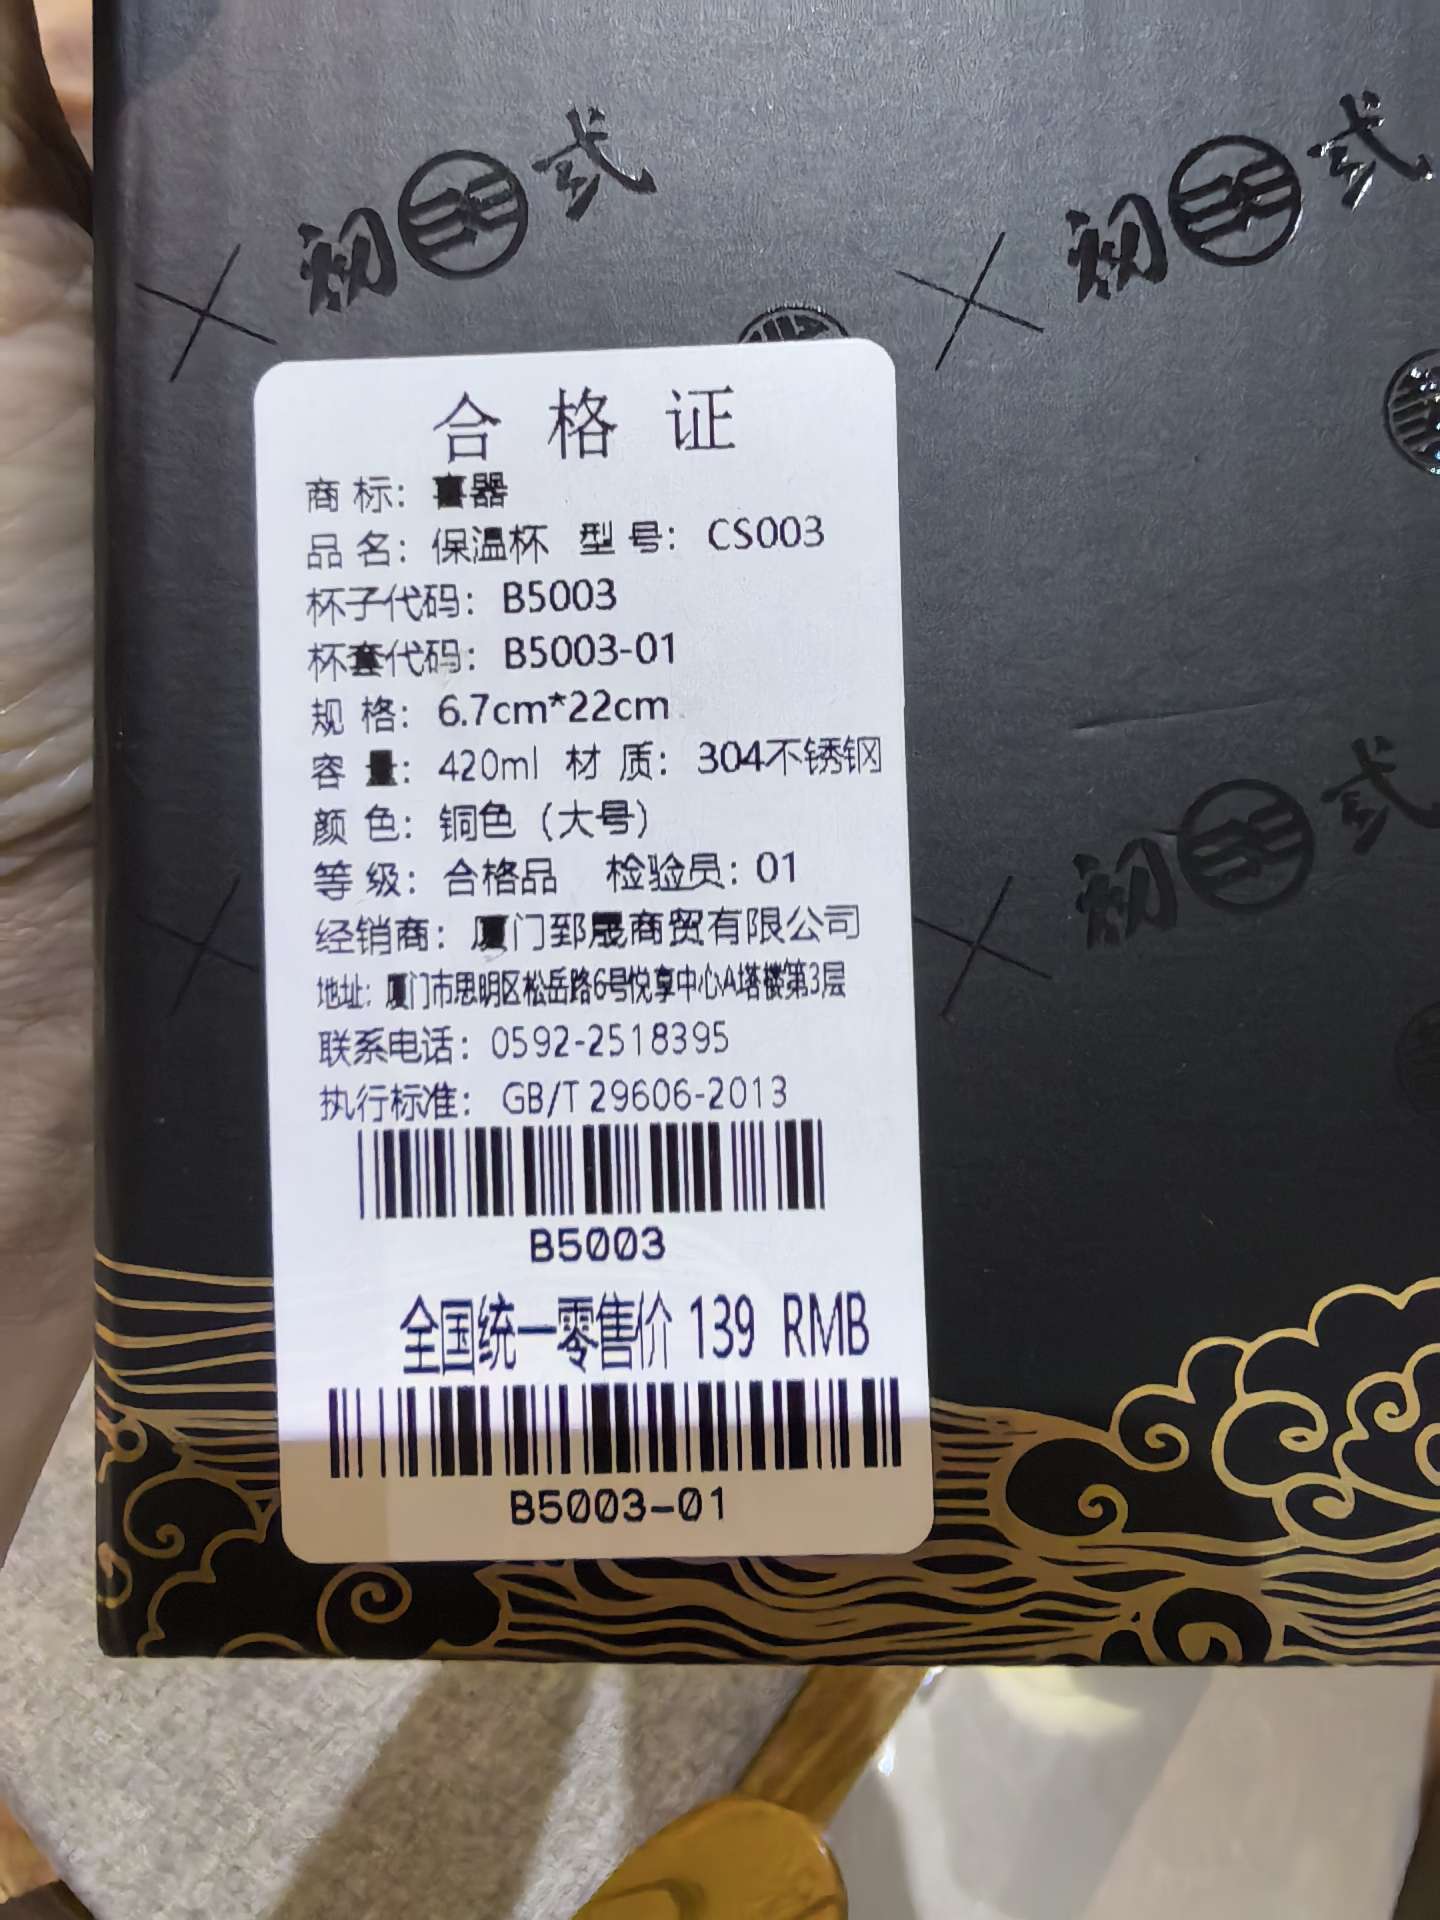 初 弍
初 弍
合格证
商标：喜器
品名：保温杯 型号：CS003
杯子代码：B5003
杯套代码：B5003-01
规格：6.7cm*22cm
容量：420ml 材质：304不锈钢
颜色：铜色（大号）
等级：合格品 检验员：01
经销商：厦门郅晟商贸有限公司
地址：厦门市思明区松岳路6号悦享中心A塔楼第3层
联系电话：0592-2518395
执行标准：GB/T 29606-2013
B5003
全国统一零售价 139 RMB
B5003-01
初 弍